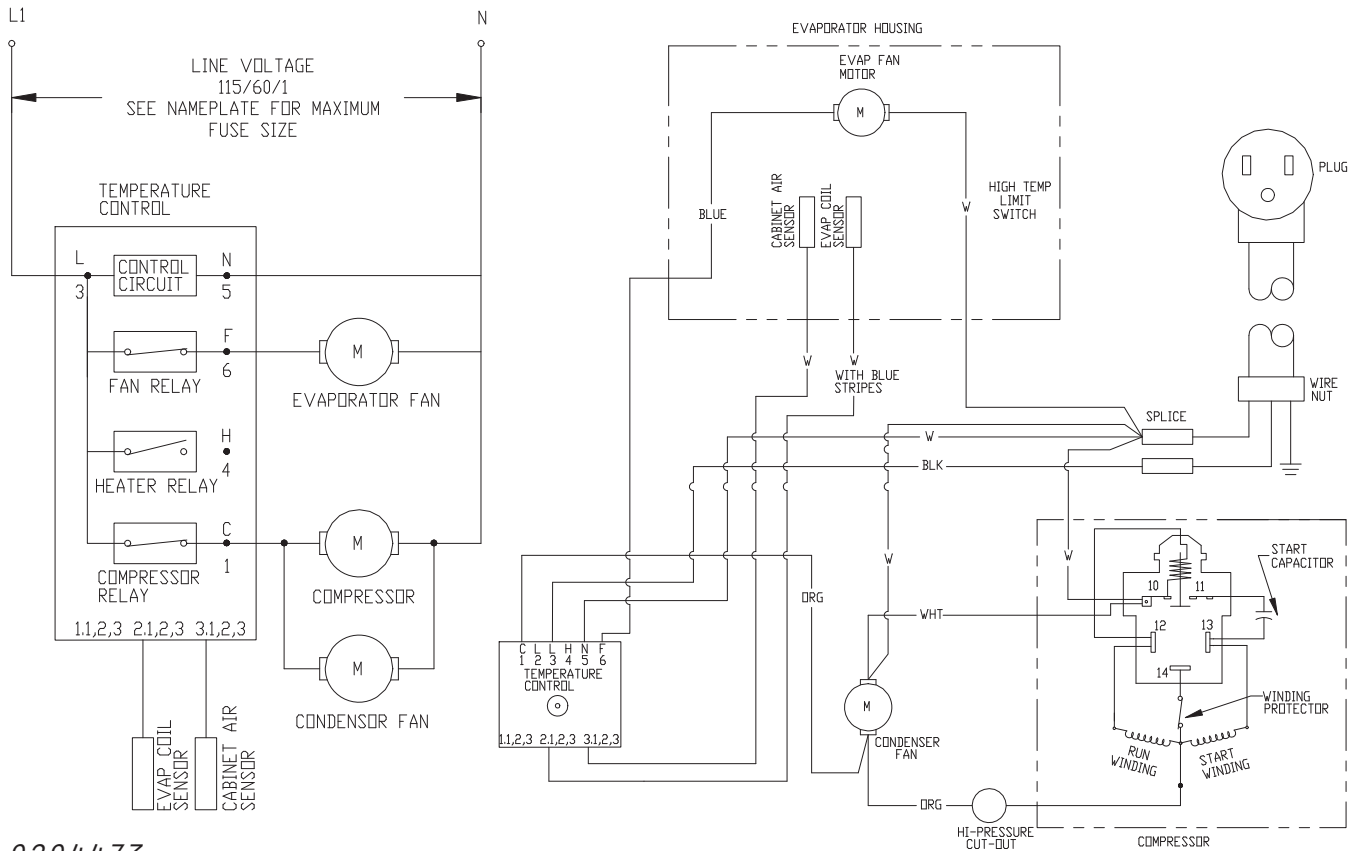 L1
N
LINE VOLTAGE
115/60/1
SEE NAMEPLATE FOR MAXIMUM
FUSE SIZE
TEMPERATURE
CONTROL
L
3
CONTROL
CIRCUIT
N
5
F
6
M
FAN RELAY
EVAPORATOR FAN
H
4
HEATER RELAY
C
1
M
COMPRESSOR
RELAY
COMPRESSOR
1.1,2,3 2.1,2,3 3.1,2,3
M
CONDENSOR FAN
EVAP COIL
SENSOR
CABINET AIR
SENSOR
EVAPORATOR HOUSING
EVAP FAN
MOTOR
M
BLUE
CABINET AIR
SENSOR
EVAP COIL
SENSOR
W
HIGH TEMP
LIMIT
SWITCH
W
W
WITH BLUE
STRIPES
PLUG
WIRE
NUT
SPLICE
W
BLK
W
W
ORG
WHT
START
CAPACITOR
10
11
12
13
14
WINDING
PROTECTOR
RUN
WINDING
START
WINDING
C L L H N F
1 2 3 4 5 6
TEMPERATURE
CONTROL
1.1,2,3 2.1,2,3 3.1,2,3
M
CONDENSER
FAN
ORG
HI-PRESSURE
CUT-OUT
COMPRESSOR